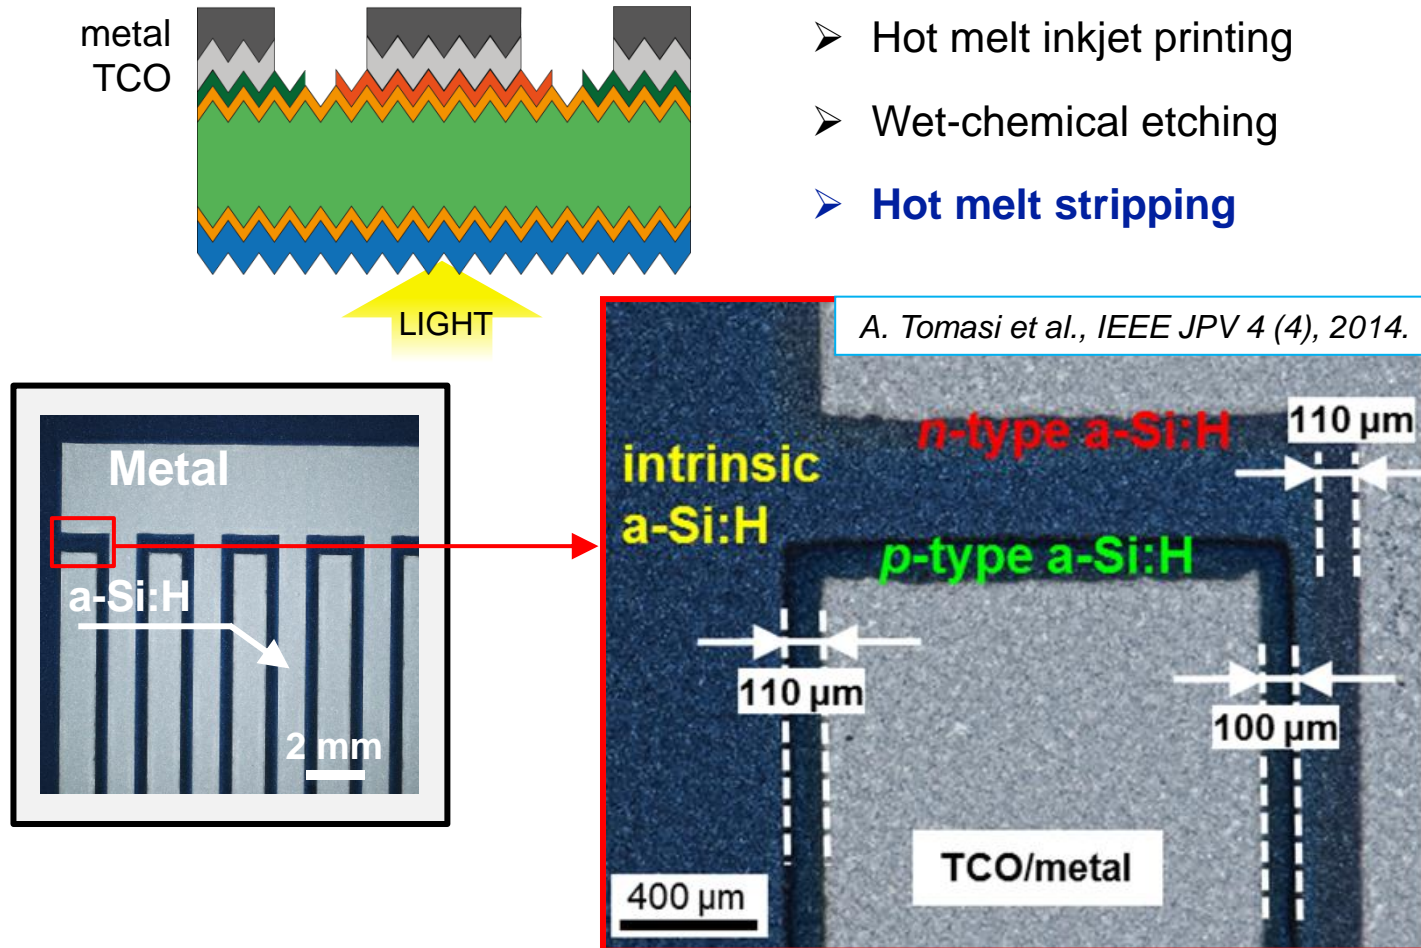 metal
TCO
➢ Hot melt inkjet printing
➢ Wet-chemical etching
➢ Hot melt stripping
LIGHT
A. Tomasi et al., IEEE JPV 4 (4), 2014.
Metal
a-Si:H
2 mm
n-type a-Si:H
110 µm
intrinsic
a-Si:H
p-type a-Si:H
110 µm
100 µm
TCO/metal
400 µm